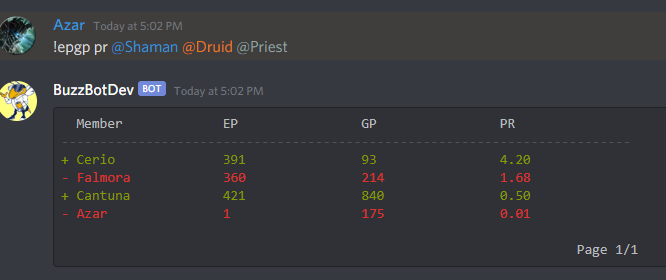 Azar Today at 5:02 PM
!epgp pr @Shaman @Druid @Priest
BuzzBotDev BOT Today at 5:02 PM
Member EP GP PR
-----------------------------------------------------------------------
+ Cerio 391 93 4.20
- Falmora 360 214 1.68
+ Cantuna 421 840 0.50
- Azar 1 175 0.01
Page 1/1